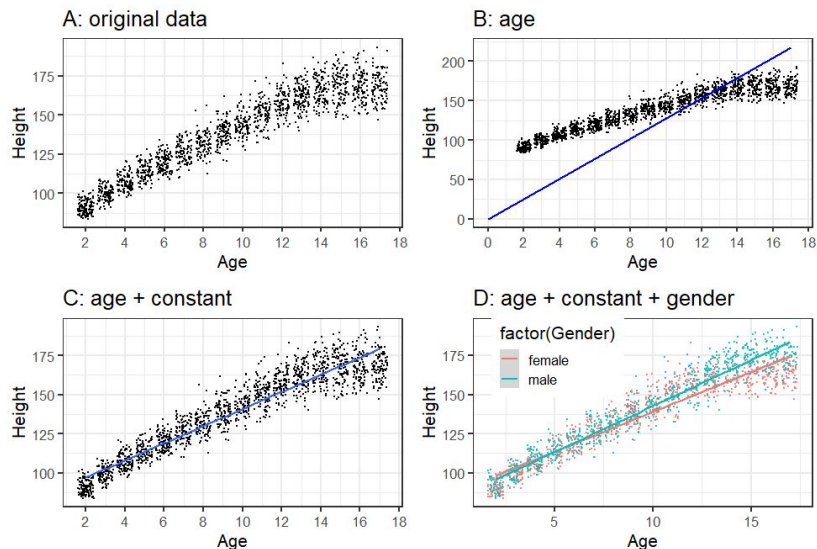 A: original data
Height
175
150
125
100
2 4 6 8 10 12 14 16 18
Age
B: age
Height
200
150
100
50
0
0 2 4 6 8 10 12 14 16 18
Age
C: age + constant
Height
175
150
125
100
2 4 6 8 10 12 14 16 18
Age
D: age + constant + gender
factor(Gender)
female
male
Height
175
150
125
100
5 10 15
Age